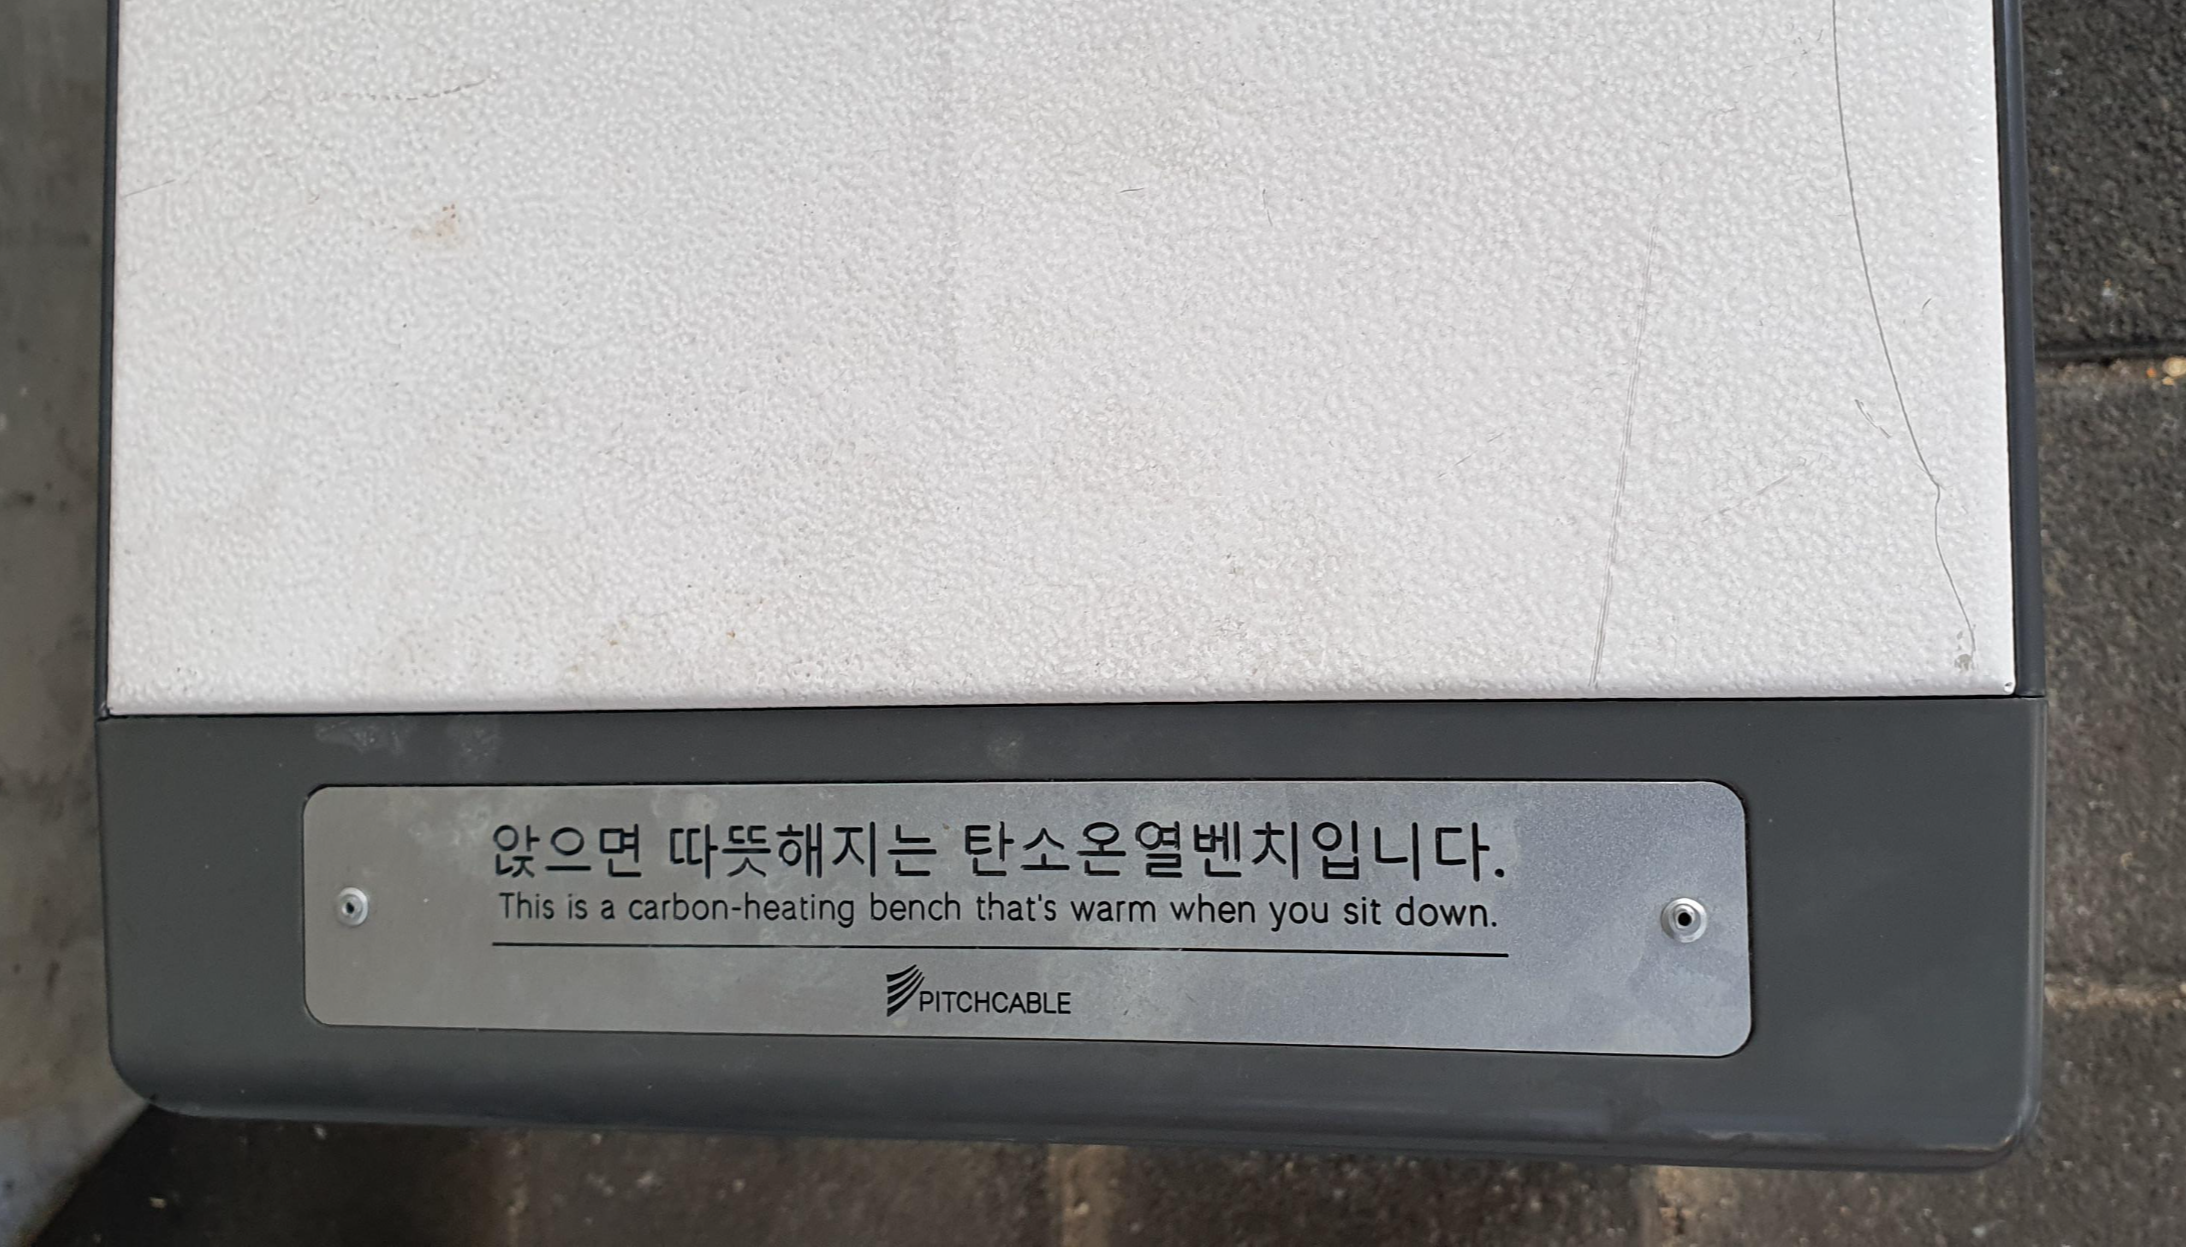 앉으면 따뜻해지는 탄소온열벤치입니다.
This is a carbon-heating bench that's warm when you sit down.
PITCHCABLE